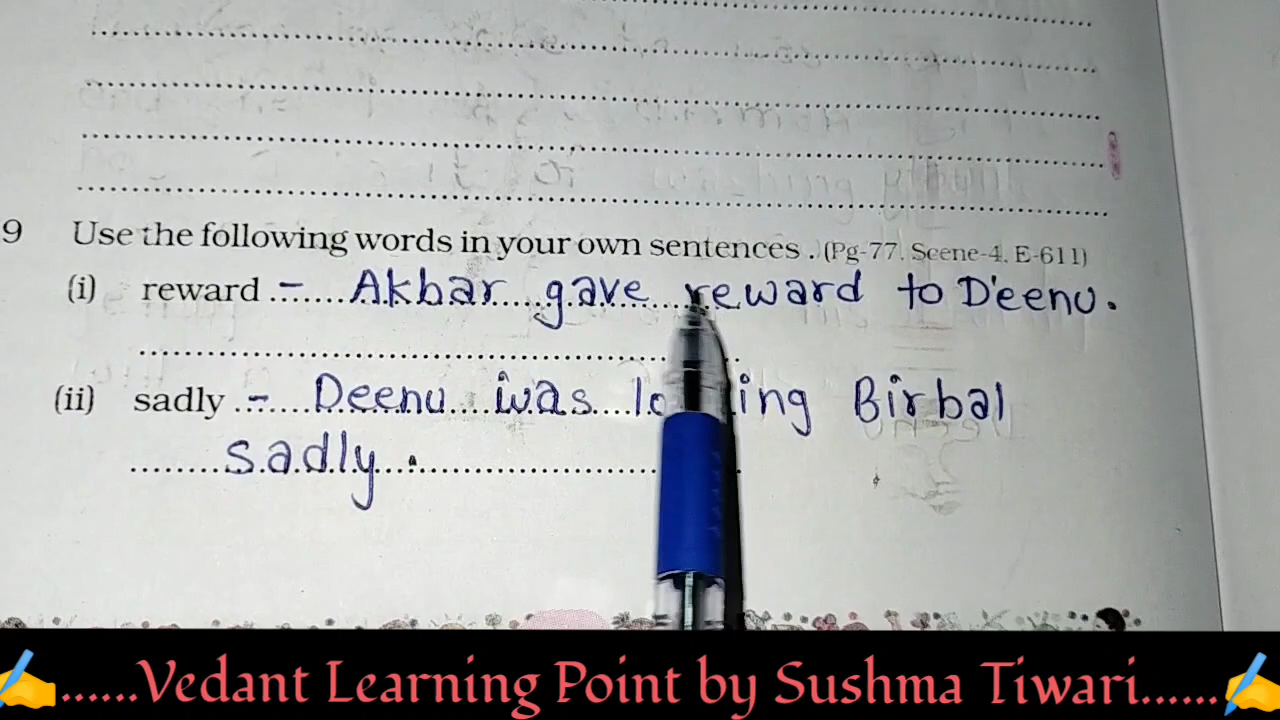 9 Use the following words in your own sentences . (Pg-77. Scene-4. E-611)
(i) reward - Akbar gave reward to Deenu.
(ii) sadly - Deenu was Birbal
sadly .
......Vedant Learning Point by Sushma Tiwari......